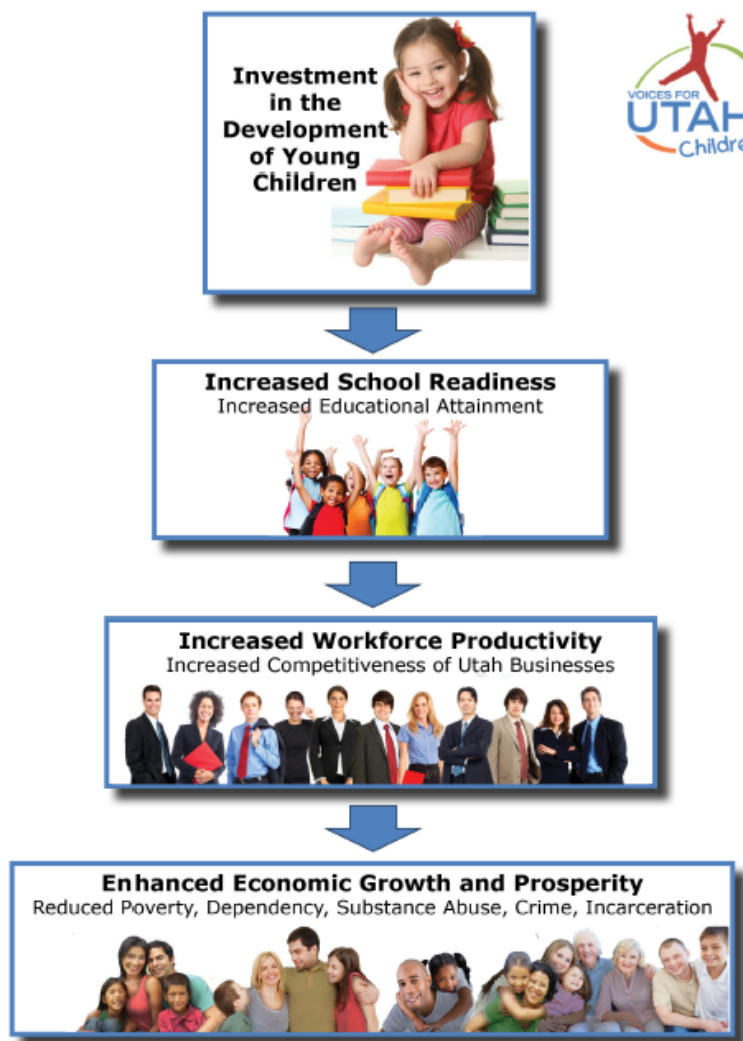 Investment
in the
Development
of Young
Children
VOICES FOR
UTAH
Children
Increased School Readiness
Increased Educational Attainment
Increased Workforce Productivity
Increased Competitiveness of Utah Businesses
Enhanced Economic Growth and Prosperity
Reduced Poverty, Dependency, Substance Abuse, Crime, Incarceration